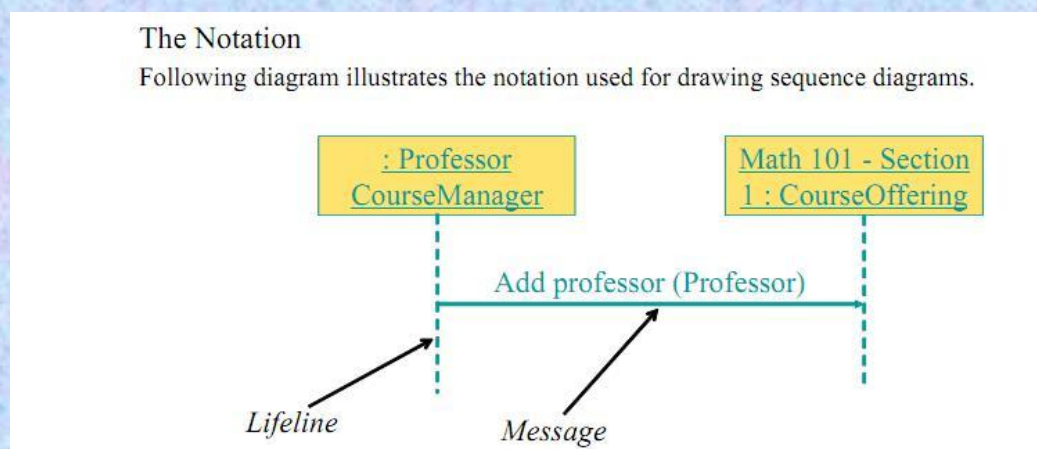 The Notation
Following diagram illustrates the notation used for drawing sequence diagrams.
: Professor
CourseManager
Math 101 - Section
1 : CourseOffering
Add professor (Professor)
Lifeline
Message